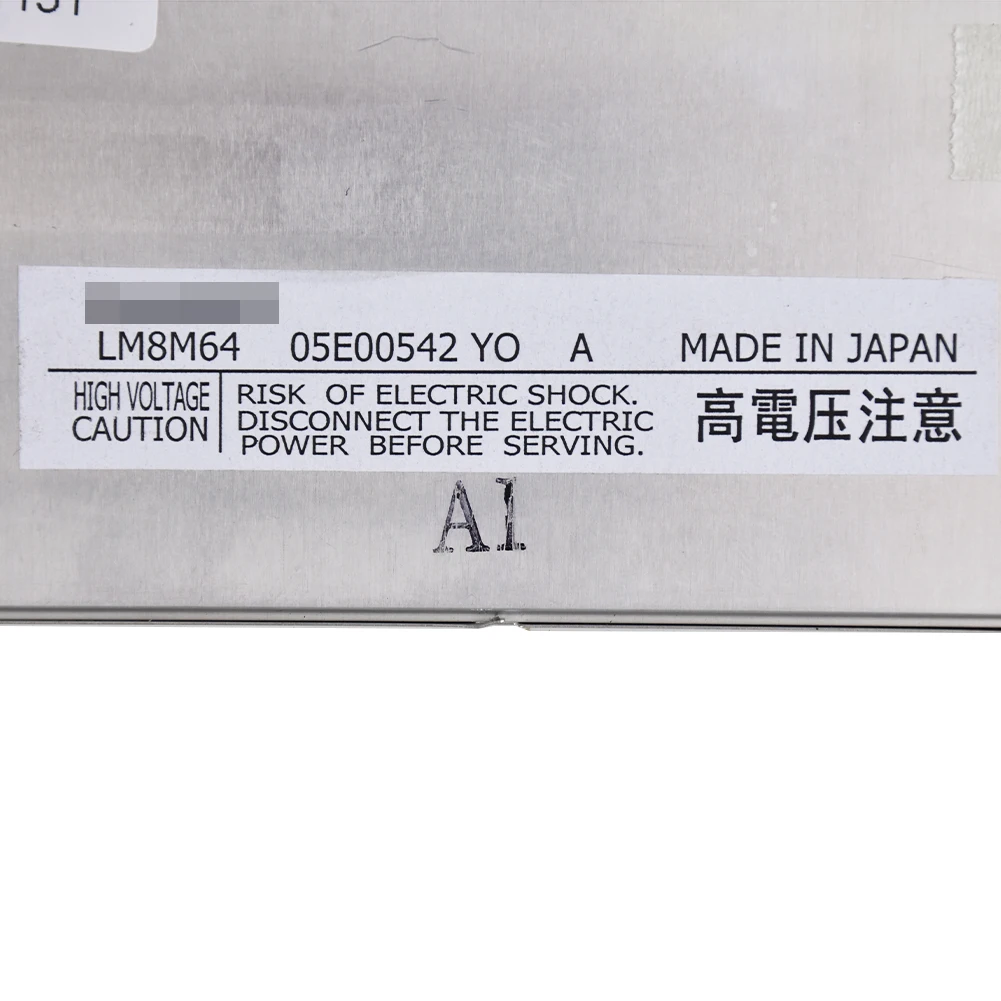 LM8M64 05E00542 YO A MADE IN JAPAN
HIGH VOLTAGE
CAUTION
RISK OF ELECTRIC SHOCK.
DISCONNECT THE ELECTRIC
POWER BEFORE SERVING.
高電圧注意
A1